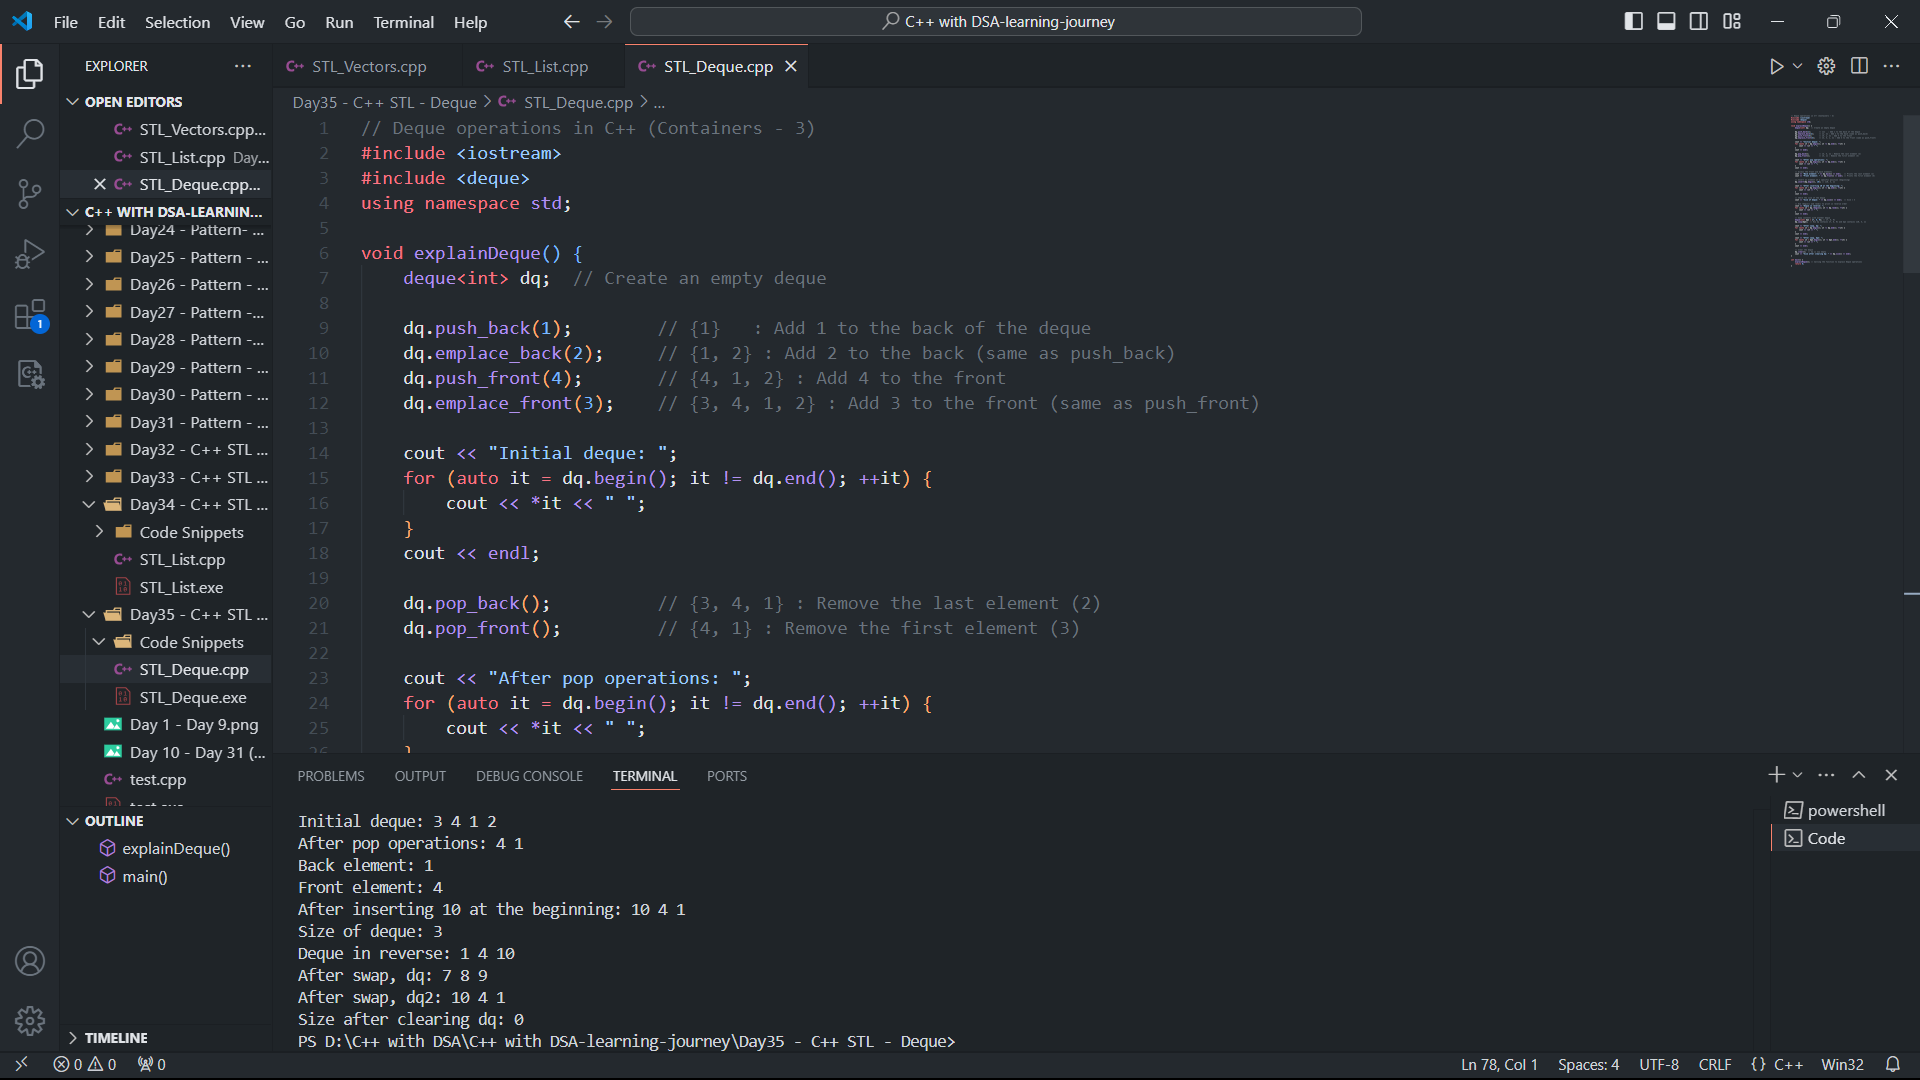 File Edit Selection View Go Run Terminal Help
C++ with DSA-learning-journey
EXPLORER
OPEN EDITORS
STL_Vectors.cpp...
STL_List.cpp Day...
STL_Deque.cpp...
C++ WITH DSA-LEARNIN...
Day24 - Pattern- ...
Day25 - Pattern - ...
Day26 - Pattern - ...
Day27 - Pattern -...
Day28 - Pattern -...
Day29 - Pattern - ...
Day30 - Pattern - ...
Day31 - Pattern - ...
Day32 - C++ STL ...
Day33 - C++ STL ...
Day34 - C++ STL ...
Code Snippets
STL_List.cpp
STL_List.exe
Day35 - C++ STL ...
Code Snippets
STL_Deque.cpp
STL_Deque.exe
Day 1 - Day 9.png
Day 10 - Day 31 (...
test.cpp
test.exe
OUTLINE
explainDeque()
main()
TIMELINE
1
STL_Vectors.cpp STL_List.cpp STL_Deque.cpp
Day35 - C++ STL - Deque > STL_Deque.cpp > ...
1 // Deque operations in C++ (Containers - 3)
2 #include <iostream>
3 #include <deque>
4 using namespace std;
5
6 void explainDeque() {
7     deque<int> dq;  // Create an empty deque
8
9     dq.push_back(1);        // {1}   : Add 1 to the back of the deque
10     dq.emplace_back(2);     // {1, 2} : Add 2 to the back (same as push_back)
11     dq.push_front(4);       // {4, 1, 2} : Add 4 to the front
12     dq.emplace_front(3);    // {3, 4, 1, 2} : Add 3 to the front (same as push_front)
13
14     cout << "Initial deque: ";
15     for (auto it = dq.begin(); it != dq.end(); ++it) {
16         cout << *it << " ";
17     }
18     cout << endl;
19
20     dq.pop_back();          // {3, 4, 1} : Remove the last element (2)
21     dq.pop_front();         // {4, 1} : Remove the first element (3)
22
23     cout << "After pop operations: ";
24     for (auto it = dq.begin(); it != dq.end(); ++it) {
25         cout << *it << " ";
26     }
PROBLEMS OUTPUT DEBUG CONSOLE TERMINAL PORTS
Initial deque: 3 4 1 2
After pop operations: 4 1
Back element: 1
Front element: 4
After inserting 10 at the beginning: 10 4 1
Size of deque: 3
Deque in reverse: 1 4 10
After swap, dq: 7 8 9
After swap, dq2: 10 4 1
Size after clearing dq: 0
PS D:\C++ with DSA\C++ with DSA-learning-journey\Day35 - C++ STL - Deque>
powershell
Code
0 0 0
Ln 78, Col 1 Spaces: 4 UTF-8 CRLF {} C++ Win32